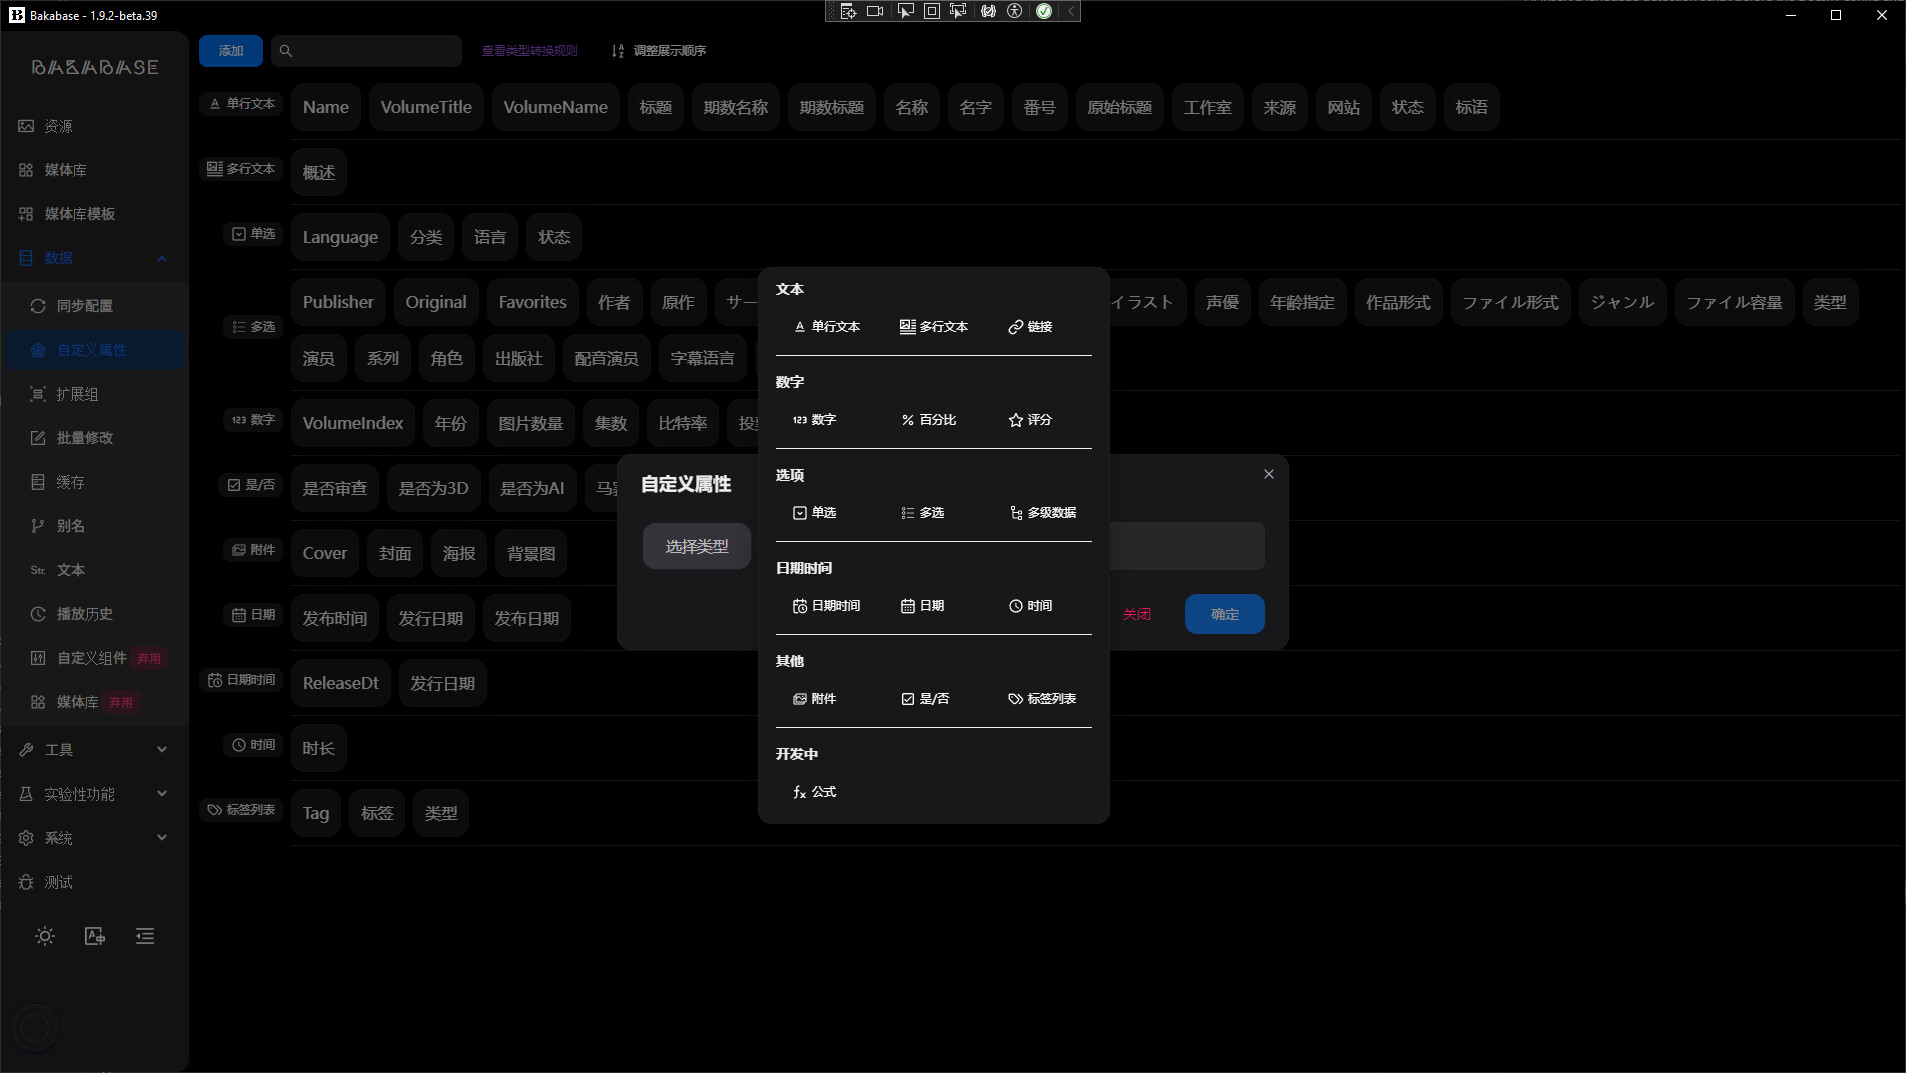 Bakabase - 1.9.2-beta.39
BAKABASE
资源
媒体库
媒体库模板
数据
同步配置
自定义属性
扩展组
批量修改
缓存
别名
Str. 文本
播放历史
自定义组件 弃用
媒体库 弃用
工具
实验性功能
系统
测试
添加 查看类型转换规则 调整展示顺序
单行文本 Name VolumeTitle VolumeName 标题 期数名称 期数标题 名称 名字 番号 原始标题 工作室 来源 网站 状态 标语
多行文本 概述
单选 Language 分类 语言 状态
多选 Publisher Original Favorites 作者 原作 サー イラスト 声優 年齢指定 作品形式 ファイル形式 ジャンル ファイル容量 类型
演员 系列 角色 出版社 配音演员 字幕语言
123 数字 VolumeIndex 年份 图片数量 集数 比特率
是/否 是否审查 是否为3D 是否为AI
附件 Cover 封面 海报 背景图
日期 发布时间 发行日期 发布日期
日期时间 ReleaseDt 发行日期
时间 时长
标签列表 Tag 标签 类型
自定义属性
选择类型
关闭 确定
文本
单行文本 多行文本 链接
数字
123 数字 百分比 评分
选项
单选 多选 多级数据
日期时间
日期时间 日期 时间
其他
附件 是/否 标签列表
开发中
fx 公式